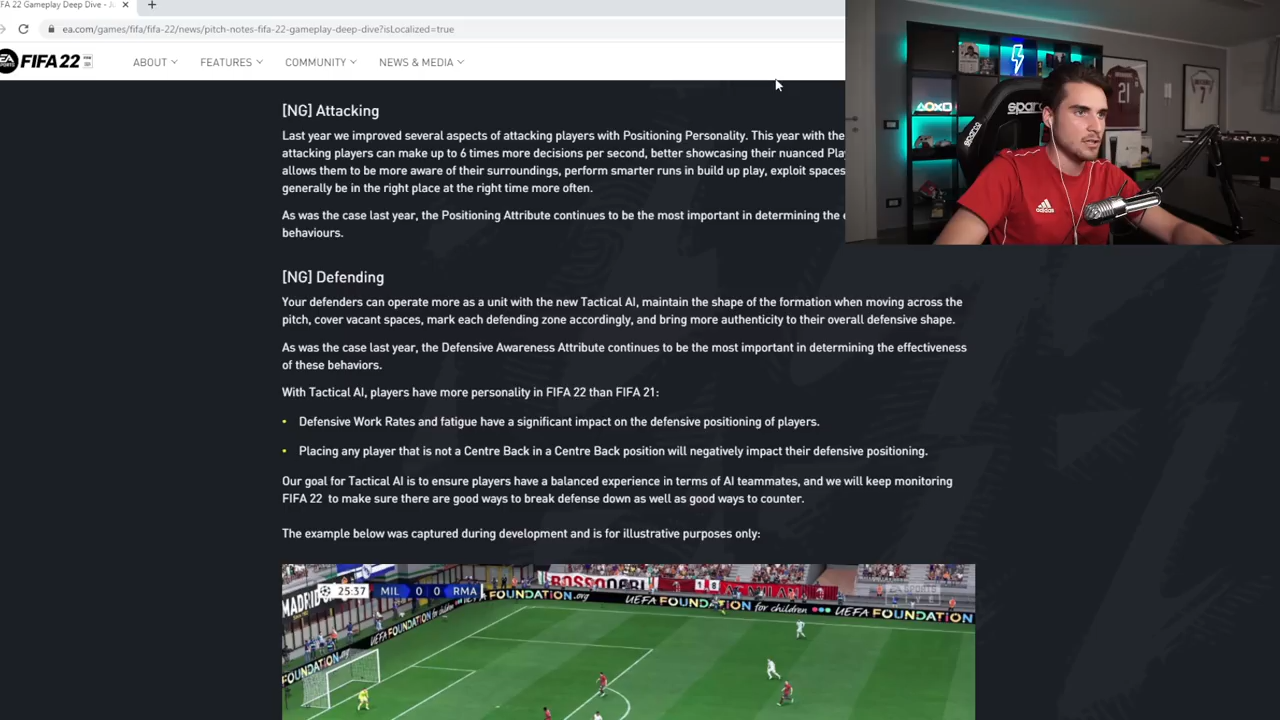 FA 22 Gameplay Deep Dive -
ea.com/games/fifa/fifa-22/news/pitch-notes-fifa-22-gameplay-deep-dive?isLocalized=true
EA FIFA 22
ABOUT FEATURES COMMUNITY NEWS & MEDIA
[NG] Attacking
Last year we improved several aspects of attacking players with Positioning Personality. This year with the
attacking players can make up to 6 times more decisions per second, better showcasing their nuanced
allows them to be more aware of their surroundings, perform smarter runs in build up play, exploit spaces
generally be in the right place at the right time more often.
As was the case last year, the Positioning Attribute continues to be the most important in determining the
behaviours.
[NG] Defending
Your defenders can operate more as a unit with the new Tactical AI, maintain the shape of the formation when moving across the
pitch, cover vacant spaces, mark each defending zone accordingly, and bring more authenticity to their overall defensive shape.
As was the case last year, the Defensive Awareness Attribute continues to be the most important in determining the effectiveness
of these behaviors.
With Tactical AI, players have more personality in FIFA 22 than FIFA 21:
• Defensive Work Rates and fatigue have a significant impact on the defensive positioning of players.
• Placing any player that is not a Centre Back in a Centre Back position will negatively impact their defensive positioning.
Our goal for Tactical AI is to ensure players have a balanced experience in terms of AI teammates, and we will keep monitoring
FIFA 22 to make sure there are good ways to break defense down as well as good ways to counter.
The example below was captured during development and is for illustrative purposes only:
25:37 MIL 0 0 RMA
FOUNDATION.org
UEFA FOUNDATION for children
UEFA FOUNDATION
MADRID
UEFA FOUNDATION
FOUNDATION.org
sparco
adidas
21
7